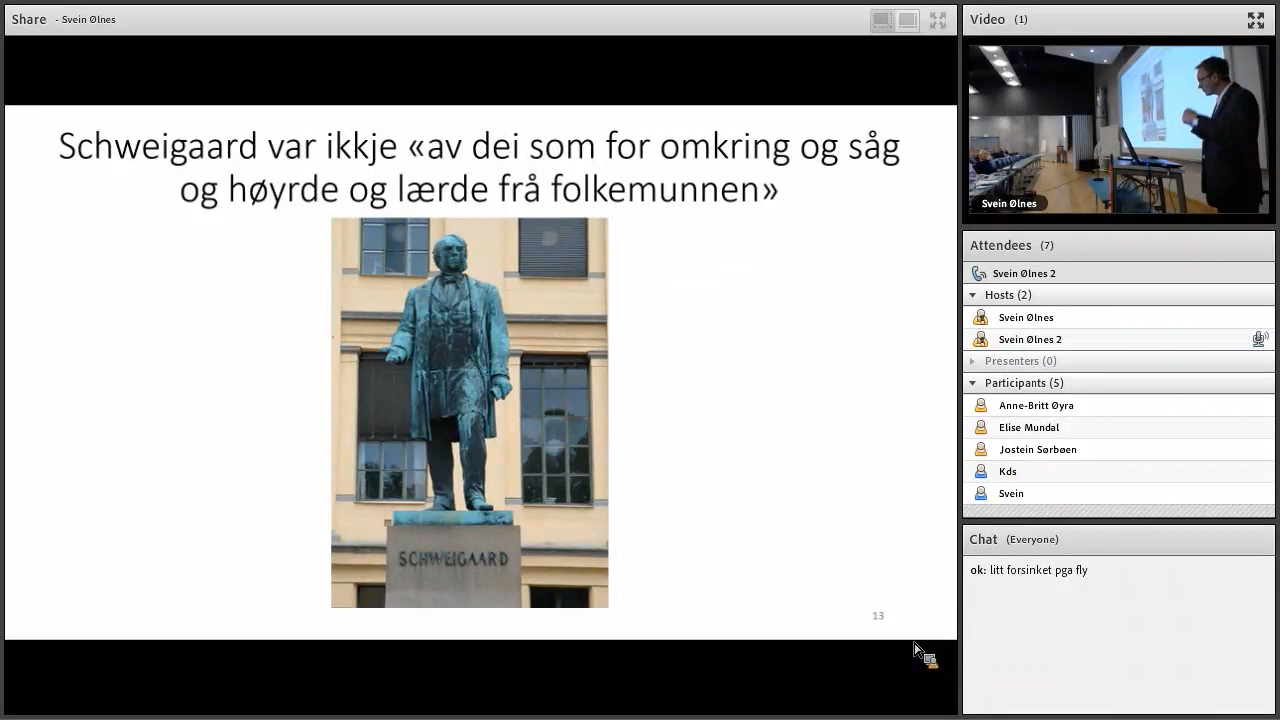 Share - Svein Ølnes
Schweigaard var ikkje «av dei som for omkring og såg
og høyrde og lærde frå folkemunnen»
SCHWEIGAARD
13
Video (1)
Svein Ølnes
Attendees (7)
Svein Ølnes 2
Hosts (2)
Svein Ølnes
Svein Ølnes 2
Presenters (0)
Participants (5)
Anne-Britt Øyra
Elise Mundal
Jostein Sørbøen
Kds
Svein
Chat (Everyone)
ok: litt forsinket pga fly